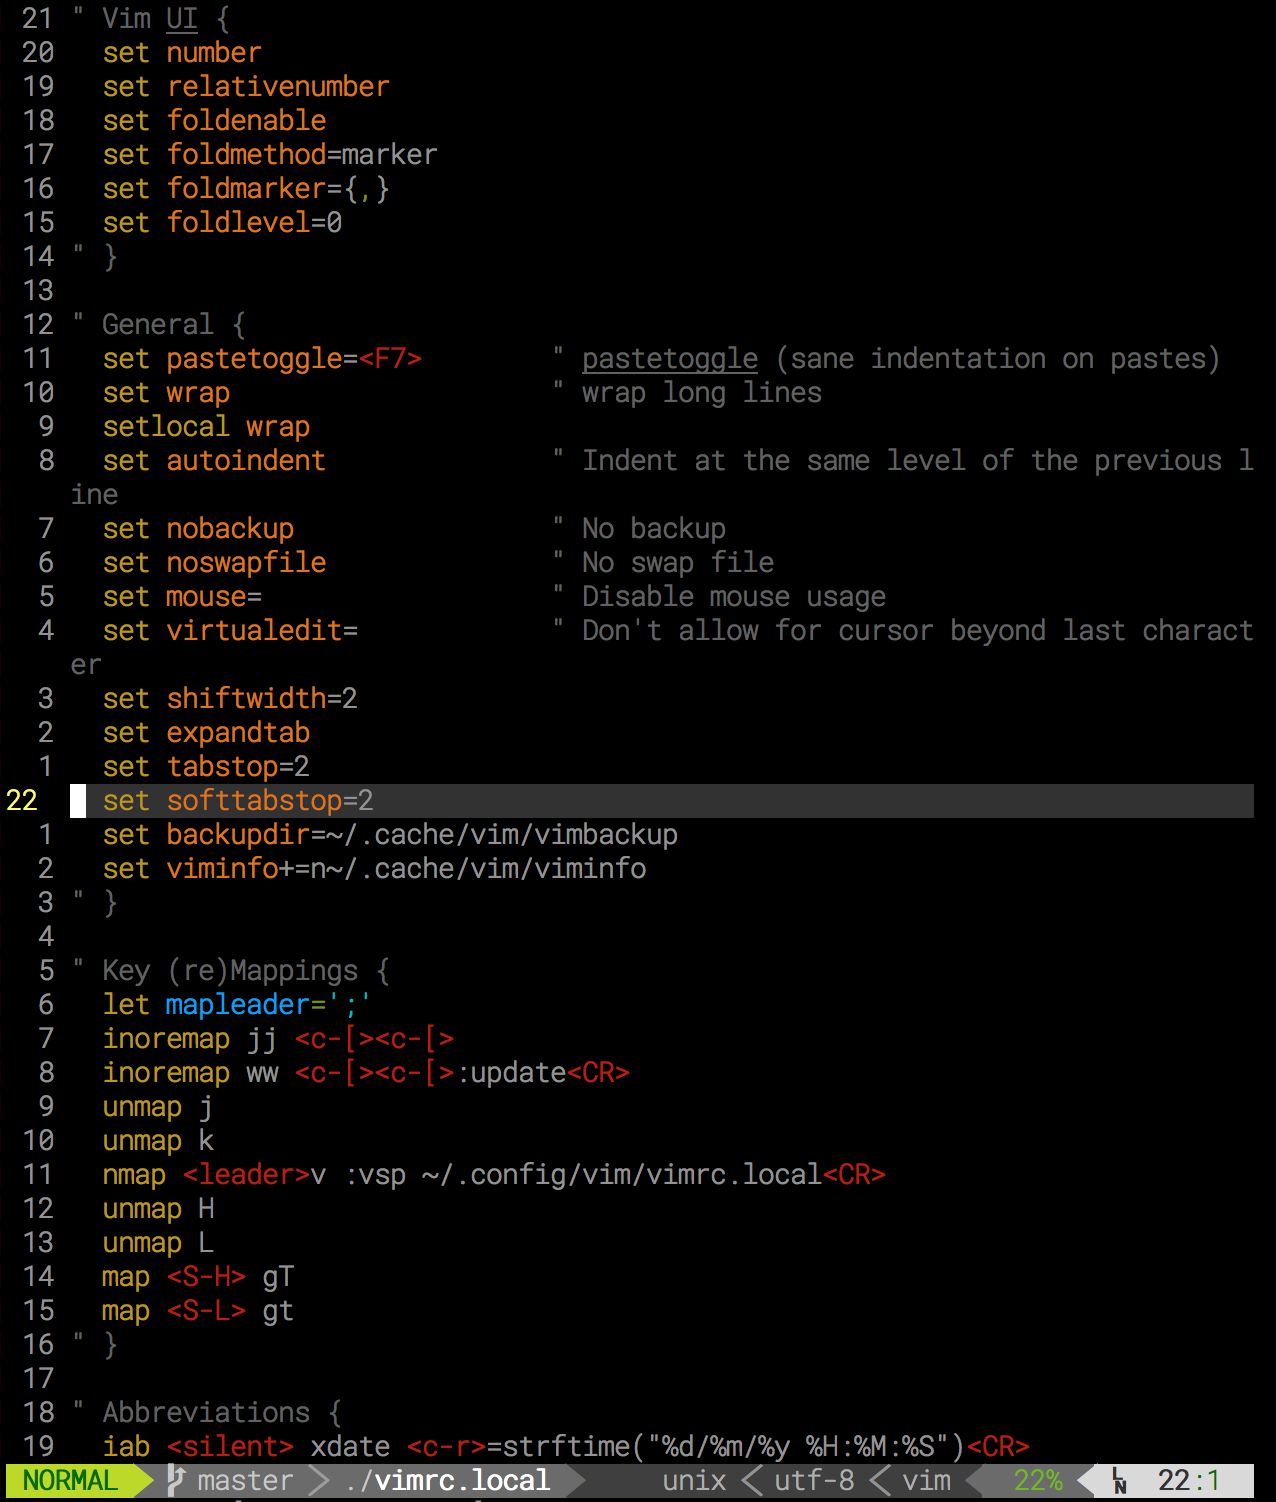 21 " Vim UI {
20   set number
19   set relativenumber
18   set foldenable
17   set foldmethod=marker
16   set foldmarker={,}
15   set foldlevel=0
14 " }
13
12 " General {
11   set pastetoggle=<F7>        " pastetoggle (sane indentation on pastes)
10   set wrap                    " wrap long lines
9   setlocal wrap
8   set autoindent              " Indent at the same level of the previous l
ine
7   set nobackup                " No backup
6   set noswapfile              " No swap file
5   set mouse=                  " Disable mouse usage
4   set virtualedit=            " Don't allow for cursor beyond last charact
er
3   set shiftwidth=2
2   set expandtab
1   set tabstop=2
22   set softtabstop=2
1   set backupdir=~/.cache/vim/vimbackup
2   set viminfo+=n~/.cache/vim/viminfo
3 " }
4
5 " Key (re)Mappings {
6   let mapleader=';'
7   inoremap jj <c-[><c-[>
8   inoremap ww <c-[><c-[>:update<CR>
9   unmap j
10   unmap k
11   nmap <leader>v :vsp ~/.config/vim/vimrc.local<CR>
12   unmap H
13   unmap L
14   map <S-H> gT
15   map <S-L> gt
16 " }
17
18 " Abbreviations {
19   iab <silent> xdate <c-r>=strftime("%d/%m/%y %H:%M:%S")<CR>
NORMAL master ./vimrc.local unix utf-8 vim 22% LN 22:1